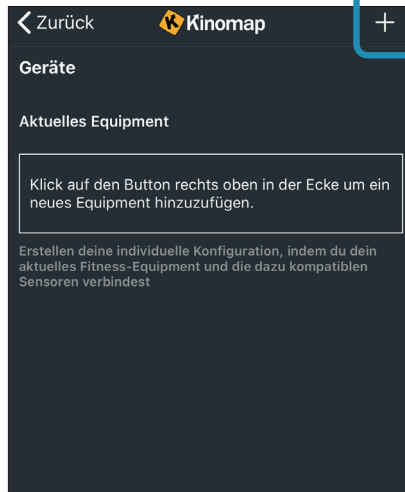 Zurück Kinomap +
Geräte
Aktuelles Equipment
Klick auf den Button rechts oben in der Ecke um ein
neues Equipment hinzuzufügen.
Erstellen deine individuelle Konfiguration, indem du dein
aktuelles Fitness-Equipment und die dazu kompatiblen
Sensoren verbindest